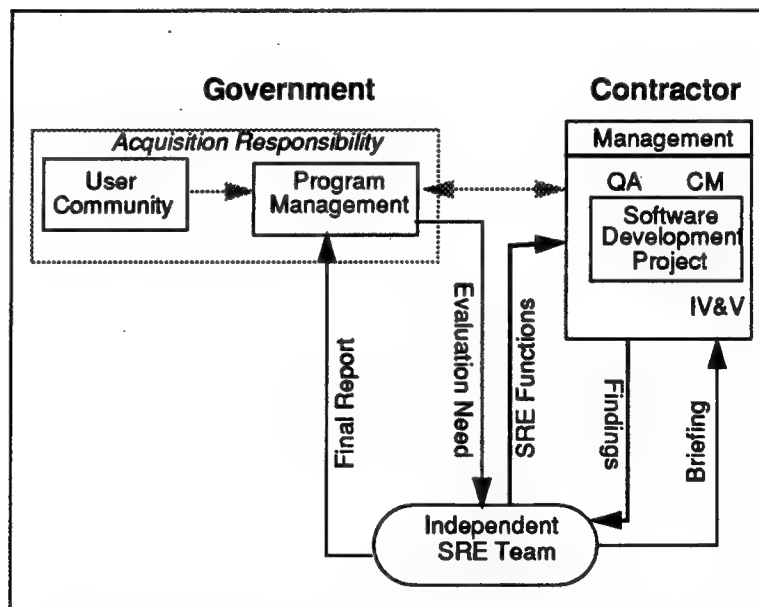 Government
Contractor
Acquisition Responsibility
User
Community
Program
Management
Management
QA CM
Software
Development
Project
IV&V
Final Report
Evaluation Need
SRE Functions
Findings
Briefing
Independent
SRE Team